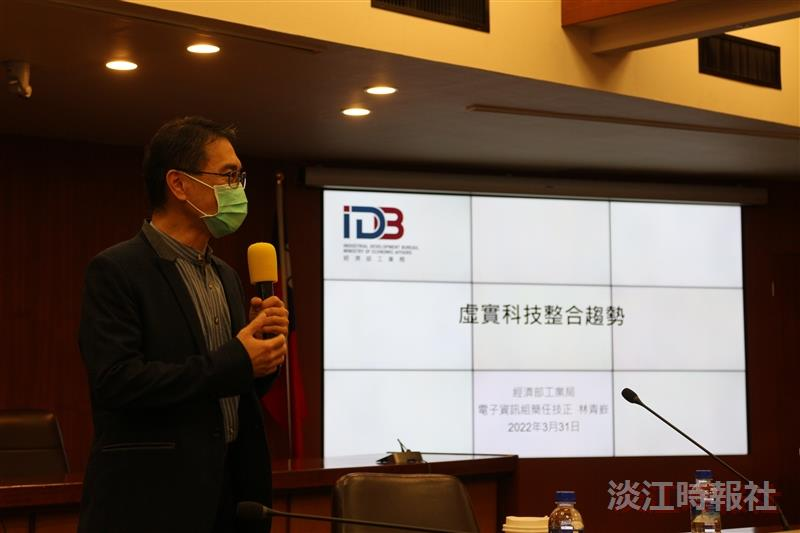 iDB
INDUSTRIAL DEVELOPMENT BUREAU,
MINISTRY OF ECONOMIC AFFAIRS
經濟部工業局
虛實科技整合趨勢
經濟部工業局
電子資訊組簡任技正 林青嶔
2022年3月31日
淡江時報社